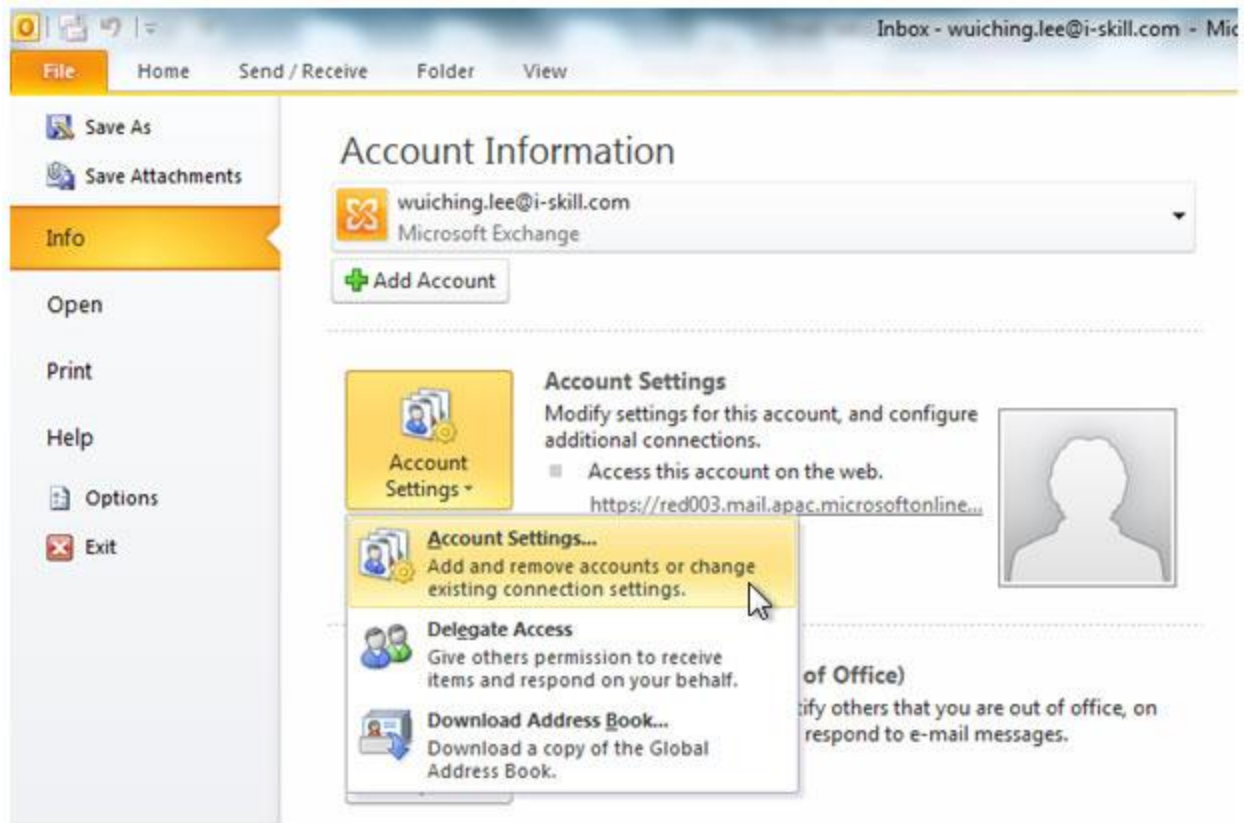 Inbox - wuiching.lee@i-skill.com - Mic
File Home Send / Receive Folder View
Save As
Save Attachments
Info
Open
Print
Help
Options
Exit
Account Information
wuiching.lee@i-skill.com
Microsoft Exchange
Add Account
Account
Settings
Account Settings
Modify settings for this account, and configure
additional connections.
Access this account on the web.
https://red003.mail.apac.microsoftonline...
Account Settings...
Add and remove accounts or change
existing connection settings.
Delegate Access
Give others permission to receive
items and respond on your behalf.
Download Address Book...
Download a copy of the Global
Address Book.
of Office)
tify others that you are out of office, on
respond to e-mail messages.